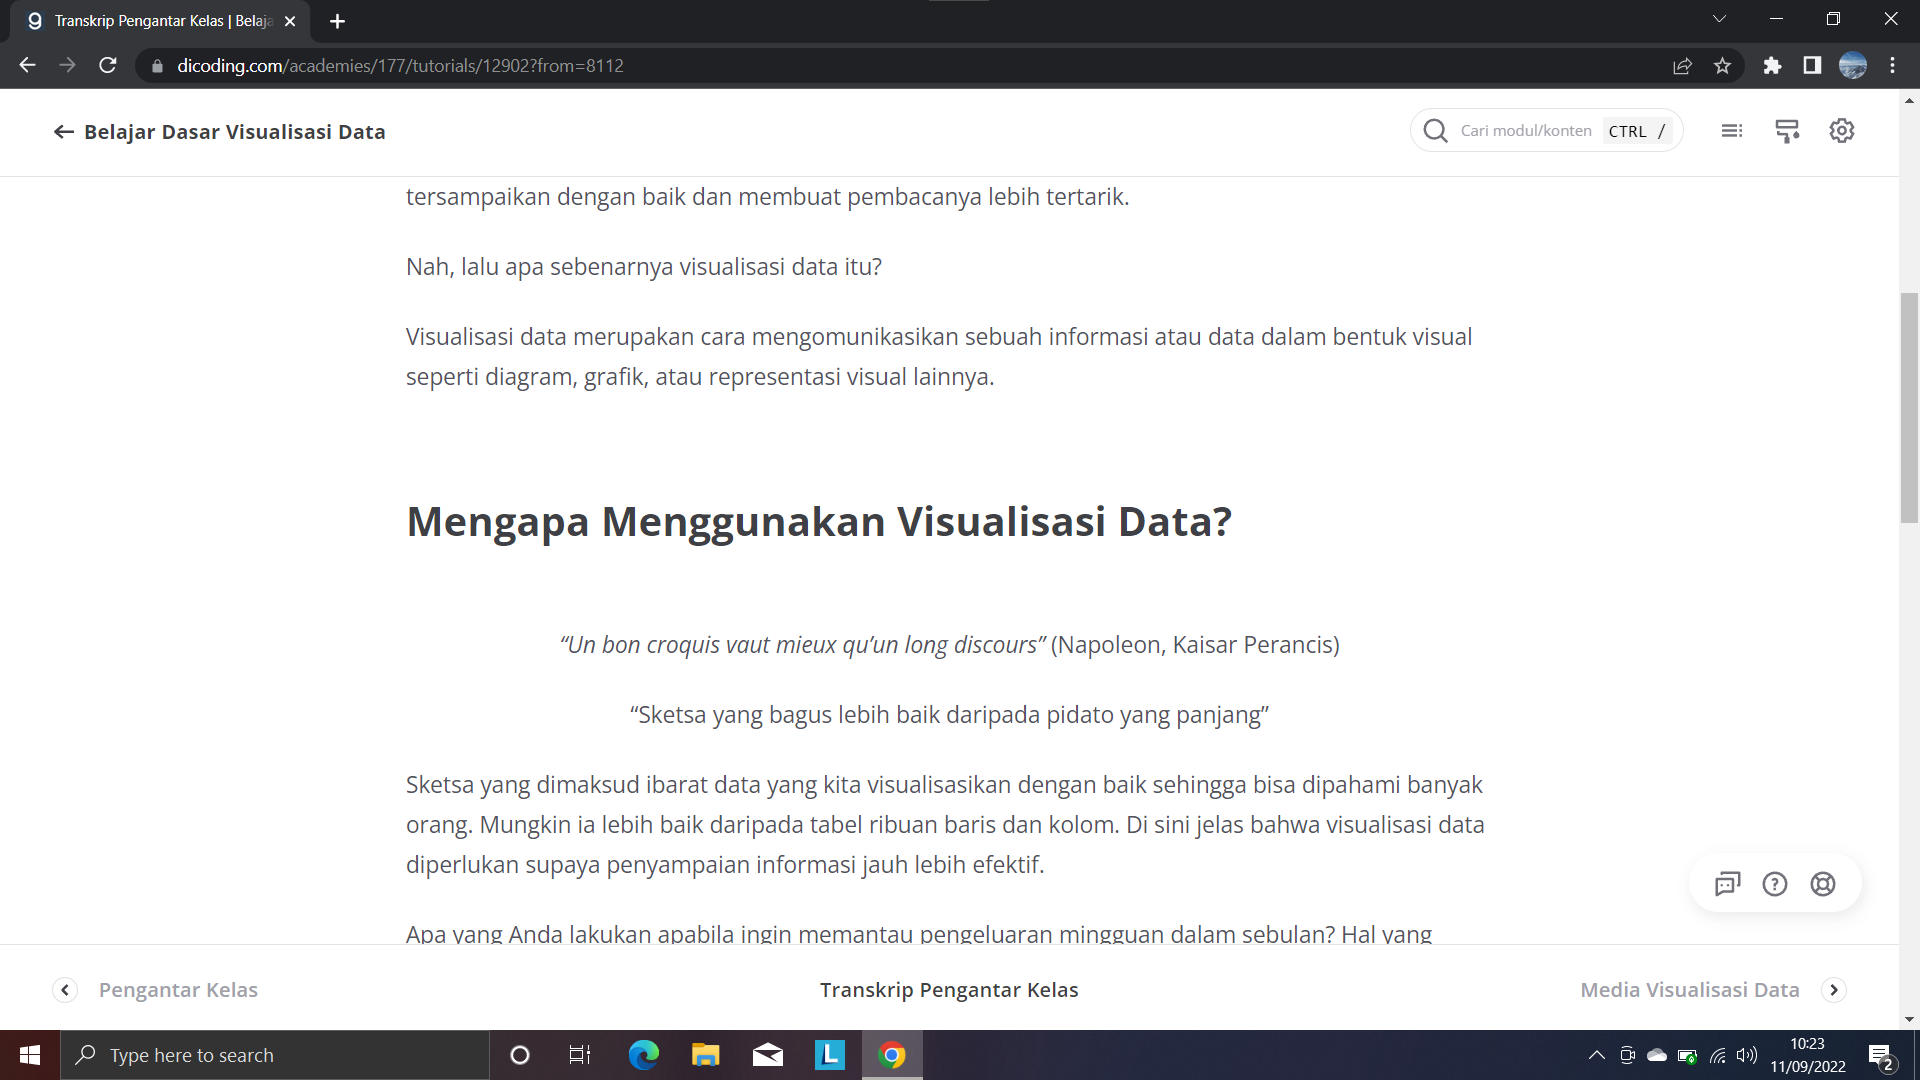 Transkrip Pengantar Kelas | Belaja
dicoding.com/academies/177/tutorials/12902?from=8112
Belajar Dasar Visualisasi Data
Cari modul/konten CTRL /
tersampaikan dengan baik dan membuat pembacanya lebih tertarik.
Nah, lalu apa sebenarnya visualisasi data itu?
Visualisasi data merupakan cara mengomunikasikan sebuah informasi atau data dalam bentuk visual
seperti diagram, grafik, atau representasi visual lainnya.
Mengapa Menggunakan Visualisasi Data?
“Un bon croquis vaut mieux qu’un long discours” (Napoleon, Kaisar Perancis)
“Sketsa yang bagus lebih baik daripada pidato yang panjang”
Sketsa yang dimaksud ibarat data yang kita visualisasikan dengan baik sehingga bisa dipahami banyak
orang. Mungkin ia lebih baik daripada tabel ribuan baris dan kolom. Di sini jelas bahwa visualisasi data
diperlukan supaya penyampaian informasi jauh lebih efektif.
Apa yang Anda lakukan apabila ingin memantau pengeluaran mingguan dalam sebulan? Hal yang
Pengantar Kelas
Transkrip Pengantar Kelas
Media Visualisasi Data
Type here to search
L
10:23
11/09/2022
2